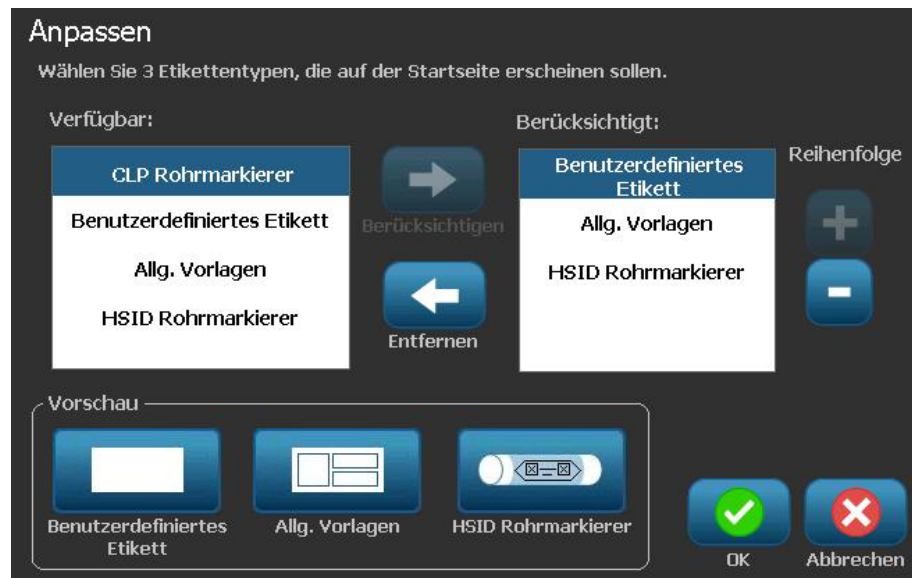 Anpassen
Wählen Sie 3 Etikettentypen, die auf der Startseite erscheinen sollen.
Verfügbar:
CLP Rohrmarkierer
Benutzerdefiniertes Etikett
Allg. Vorlagen
HSID Rohrmarkierer
Berücksichtigen
Entfernen
Berücksichtigt:
Benutzerdefiniertes
Etikett
Allg. Vorlagen
HSID Rohrmarkierer
Reihenfolge
Vorschau
Benutzerdefiniertes
Etikett
Allg. Vorlagen
HSID Rohrmarkierer
OK
Abbrechen